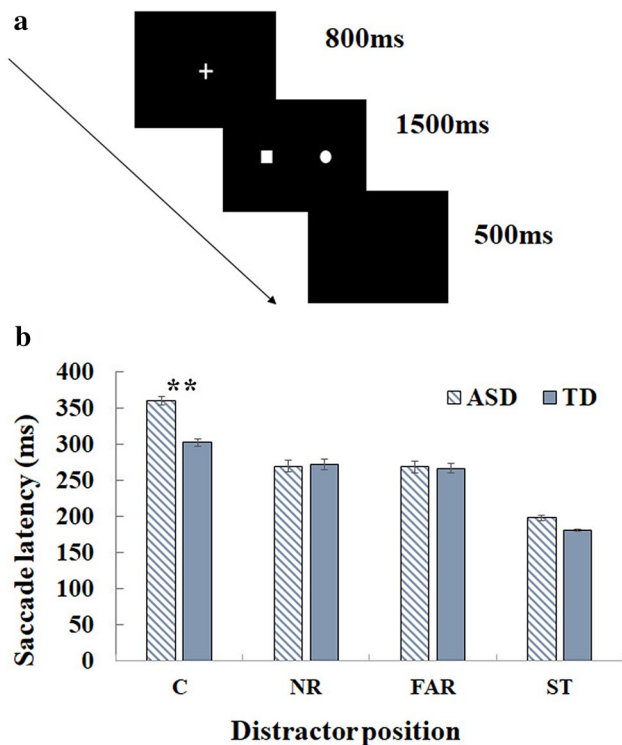 a
800ms
1500ms
500ms
b
400
350
300
250
200
150
100
50
0
Saccade latency (ms)
**
ASD TD
C NR FAR ST
Distractor position